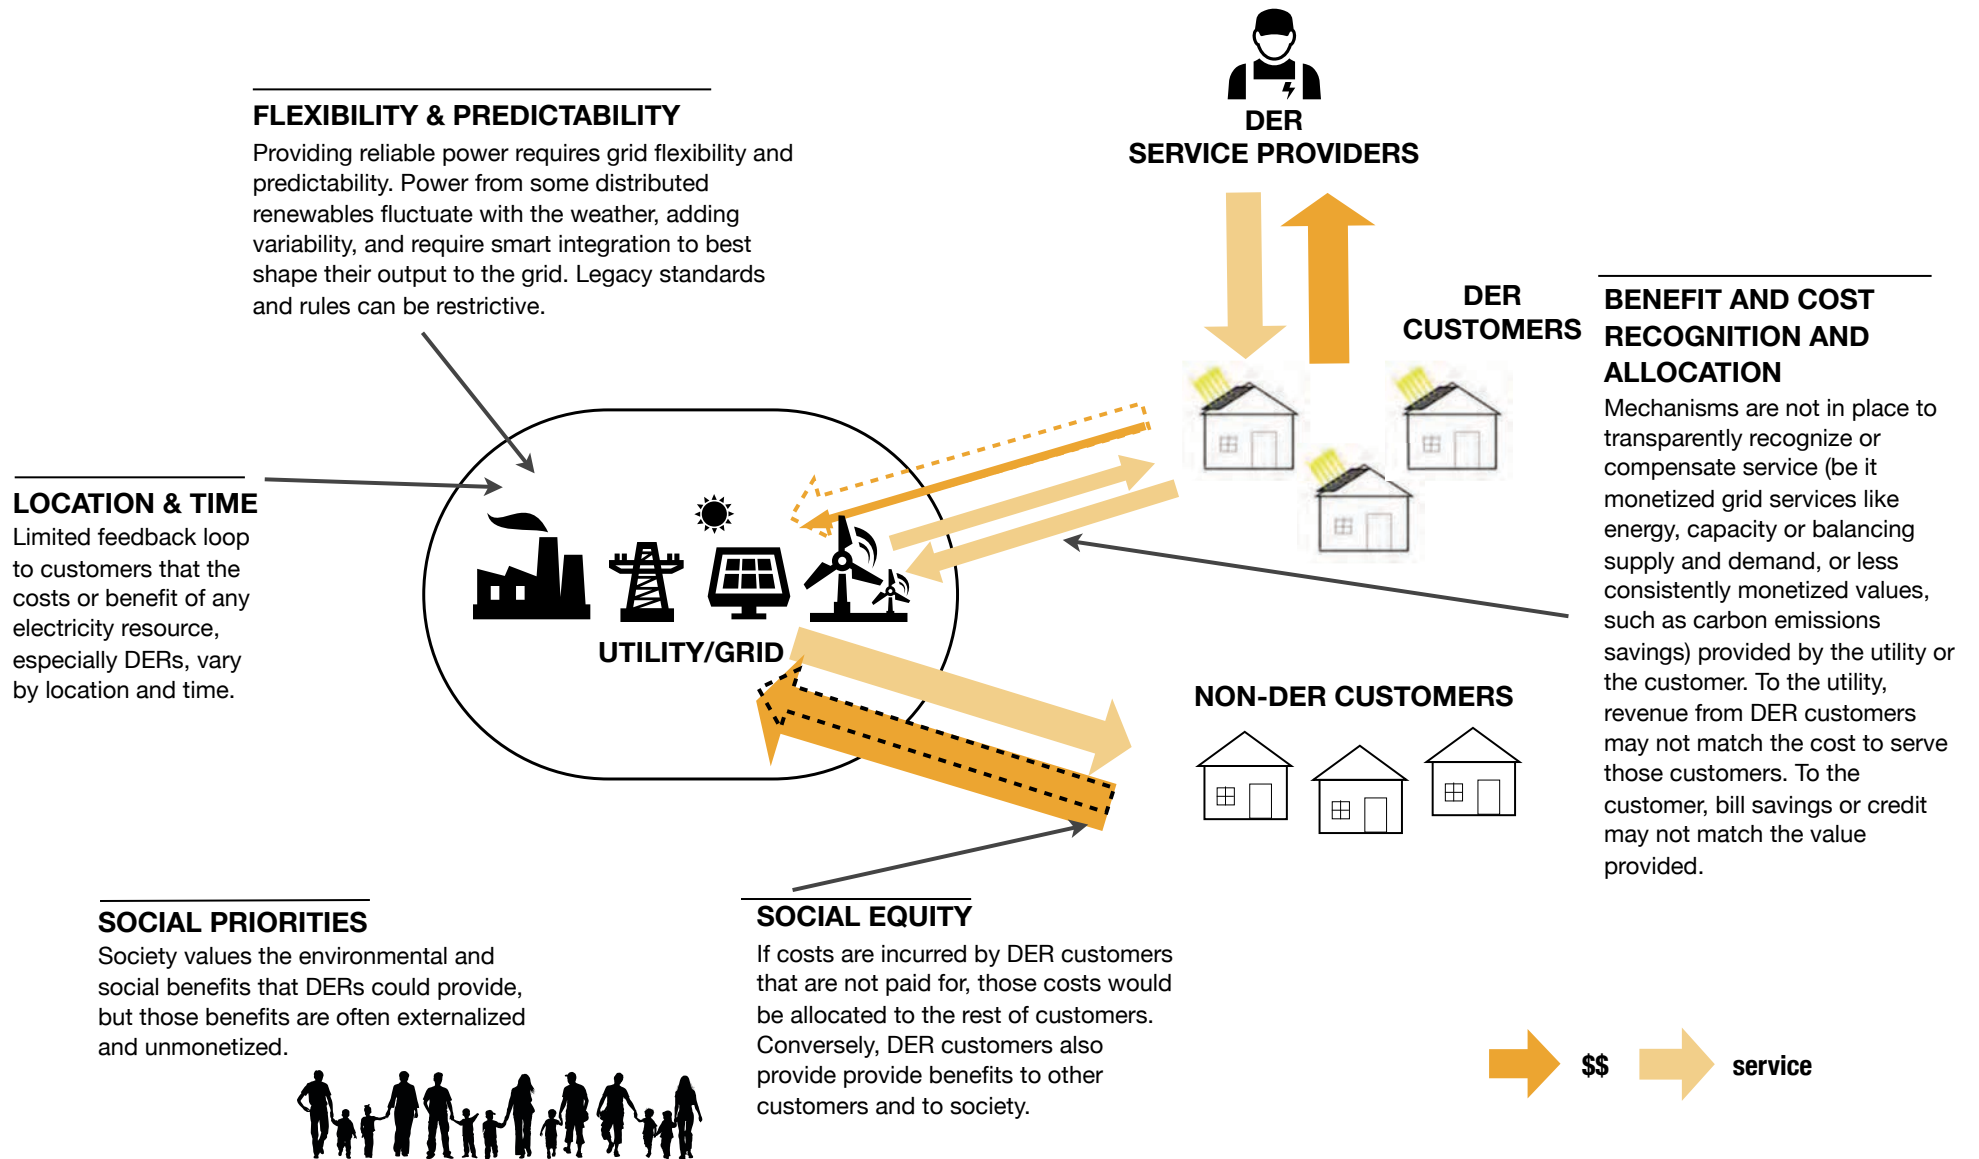 FLEXIBILITY & PREDICTABILITY
Providing reliable power requires grid flexibility and
predictability. Power from some distributed
renewables fluctuate with the weather, adding
variability, and require smart integration to best
shape their output to the grid. Legacy standards
and rules can be restrictive.
DER
SERVICE PROVIDERS
DER
CUSTOMERS
BENEFIT AND COST
RECOGNITION AND
ALLOCATION
Mechanisms are not in place to
transparently recognize or
compensate service (be it
monetized grid services like
energy, capacity or balancing
supply and demand, or less
consistently monetized values,
such as carbon emissions
savings) provided by the utility or
the customer. To the utility,
revenue from DER customers
may not match the cost to serve
those customers. To the
customer, bill savings or credit
may not match the value
provided.
LOCATION & TIME
Limited feedback loop
to customers that the
costs or benefit of any
electricity resource,
especially DERs, vary
by location and time.
UTILITY/GRID
NON-DER CUSTOMERS
SOCIAL PRIORITIES
Society values the environmental and
social benefits that DERs could provide,
but those benefits are often externalized
and unmonetized.
SOCIAL EQUITY
If costs are incurred by DER customers
that are not paid for, those costs would
be allocated to the rest of customers.
Conversely, DER customers also
provide provide benefits to other
customers and to society.
$$
service